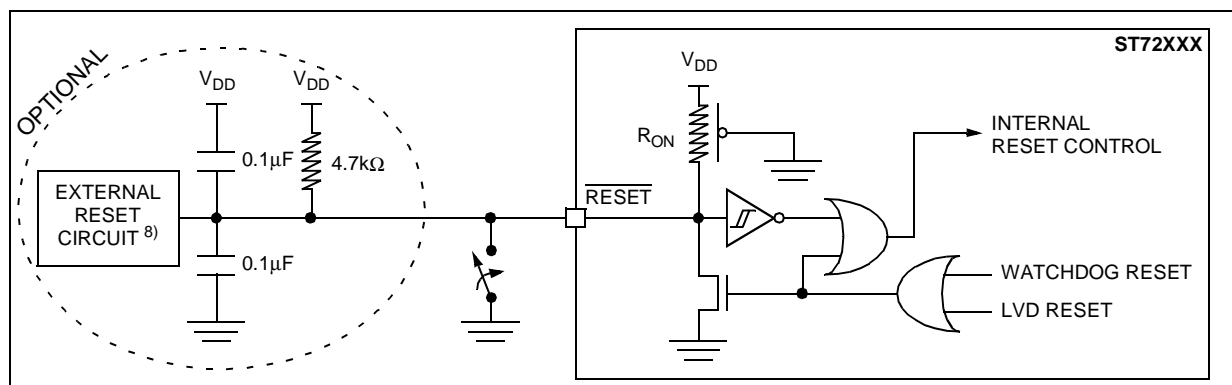 ST72XXX
OPTIONAL
VDD
VDD
VDD
0.1μF
4.7kΩ
RON
INTERNAL
RESET CONTROL
EXTERNAL
RESET
CIRCUIT 8)
RESET
0.1μF
WATCHDOG RESET
LVD RESET